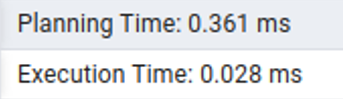 Planning Time: 0.361 ms
Execution Time: 0.028 ms